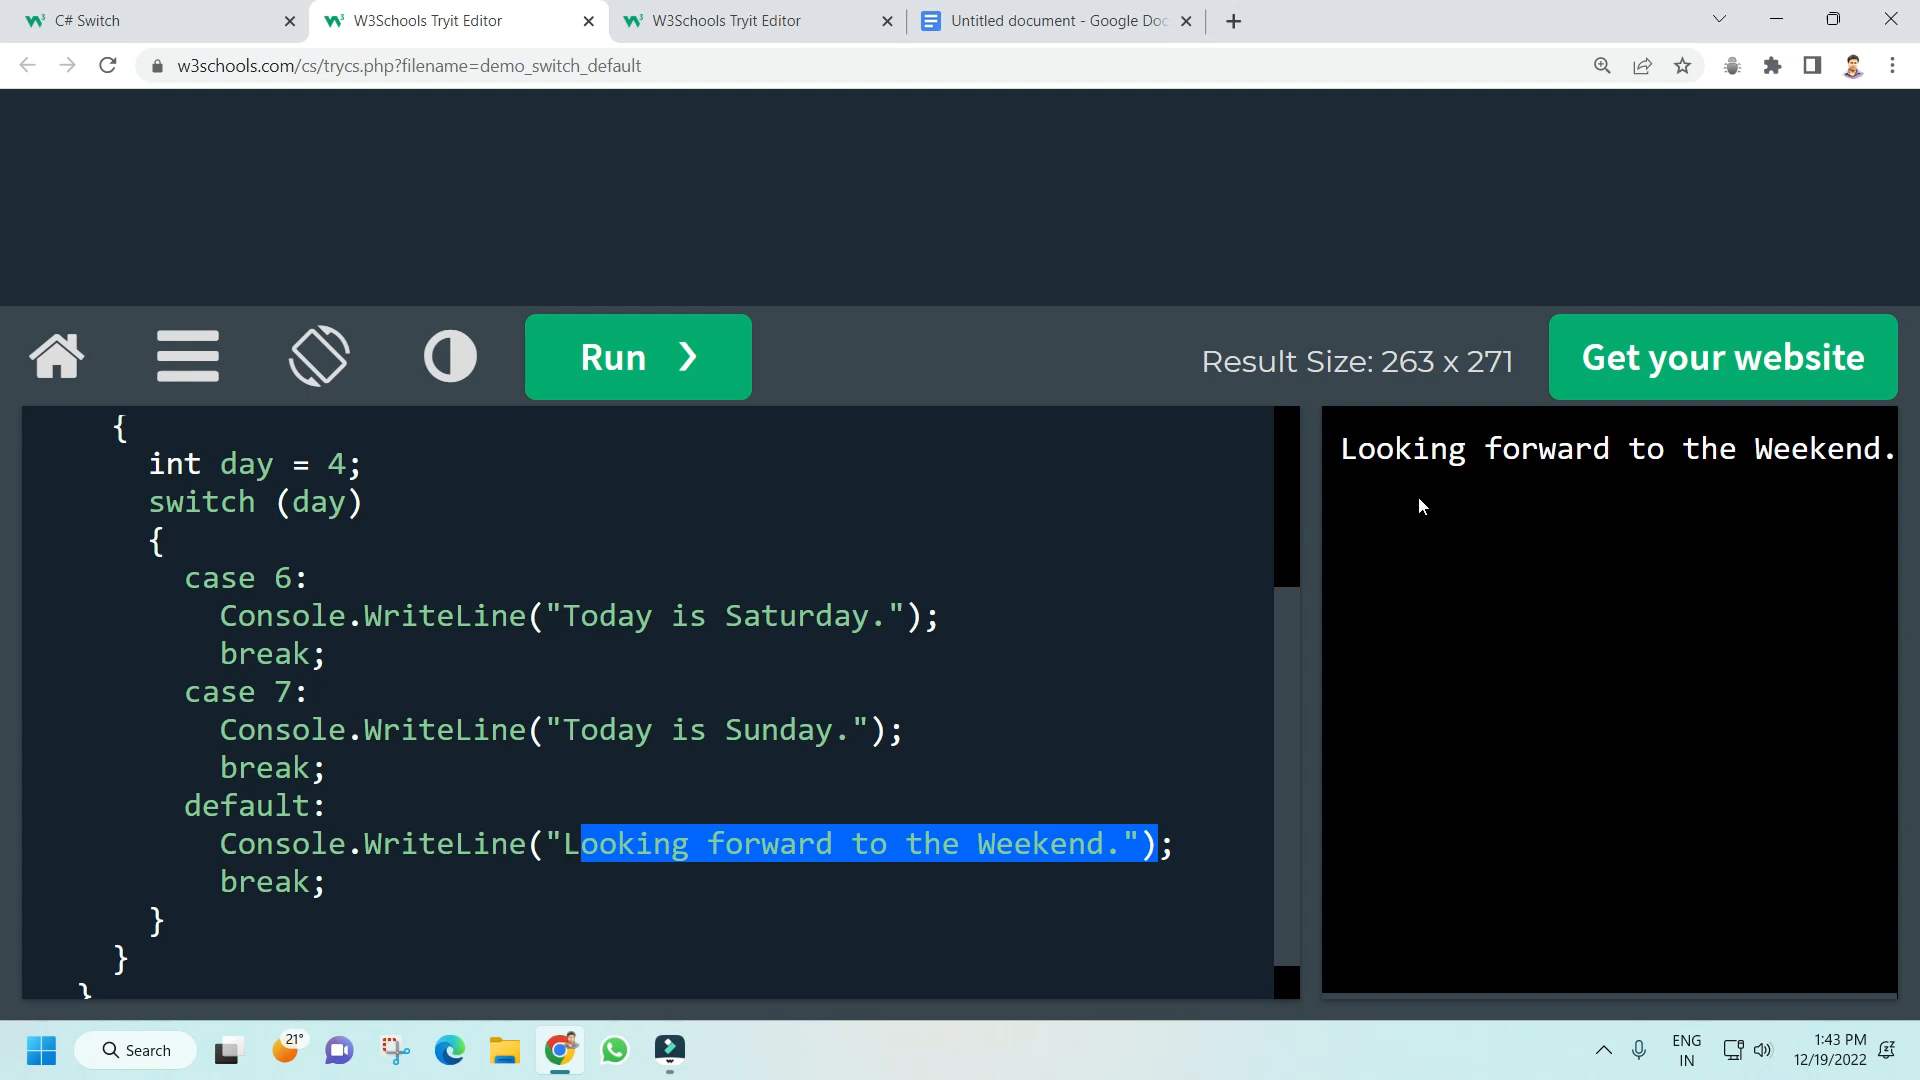 C# Switch
W3Schools Tryit Editor
W3Schools Tryit Editor
Untitled document - Google Doc
w3schools.com/cs/trycs.php?filename=demo_switch_default
Run ❯
Result Size: 263 x 271
Get your website
{
int day = 4;
switch (day)
{
case 6:
Console.WriteLine("Today is Saturday.");
break;
case 7:
Console.WriteLine("Today is Sunday.");
break;
default:
Console.WriteLine("Looking forward to the Weekend.");
break;
}
}
}
Looking forward to the Weekend.
Search
21°
ENG
IN
1:43 PM
12/19/2022